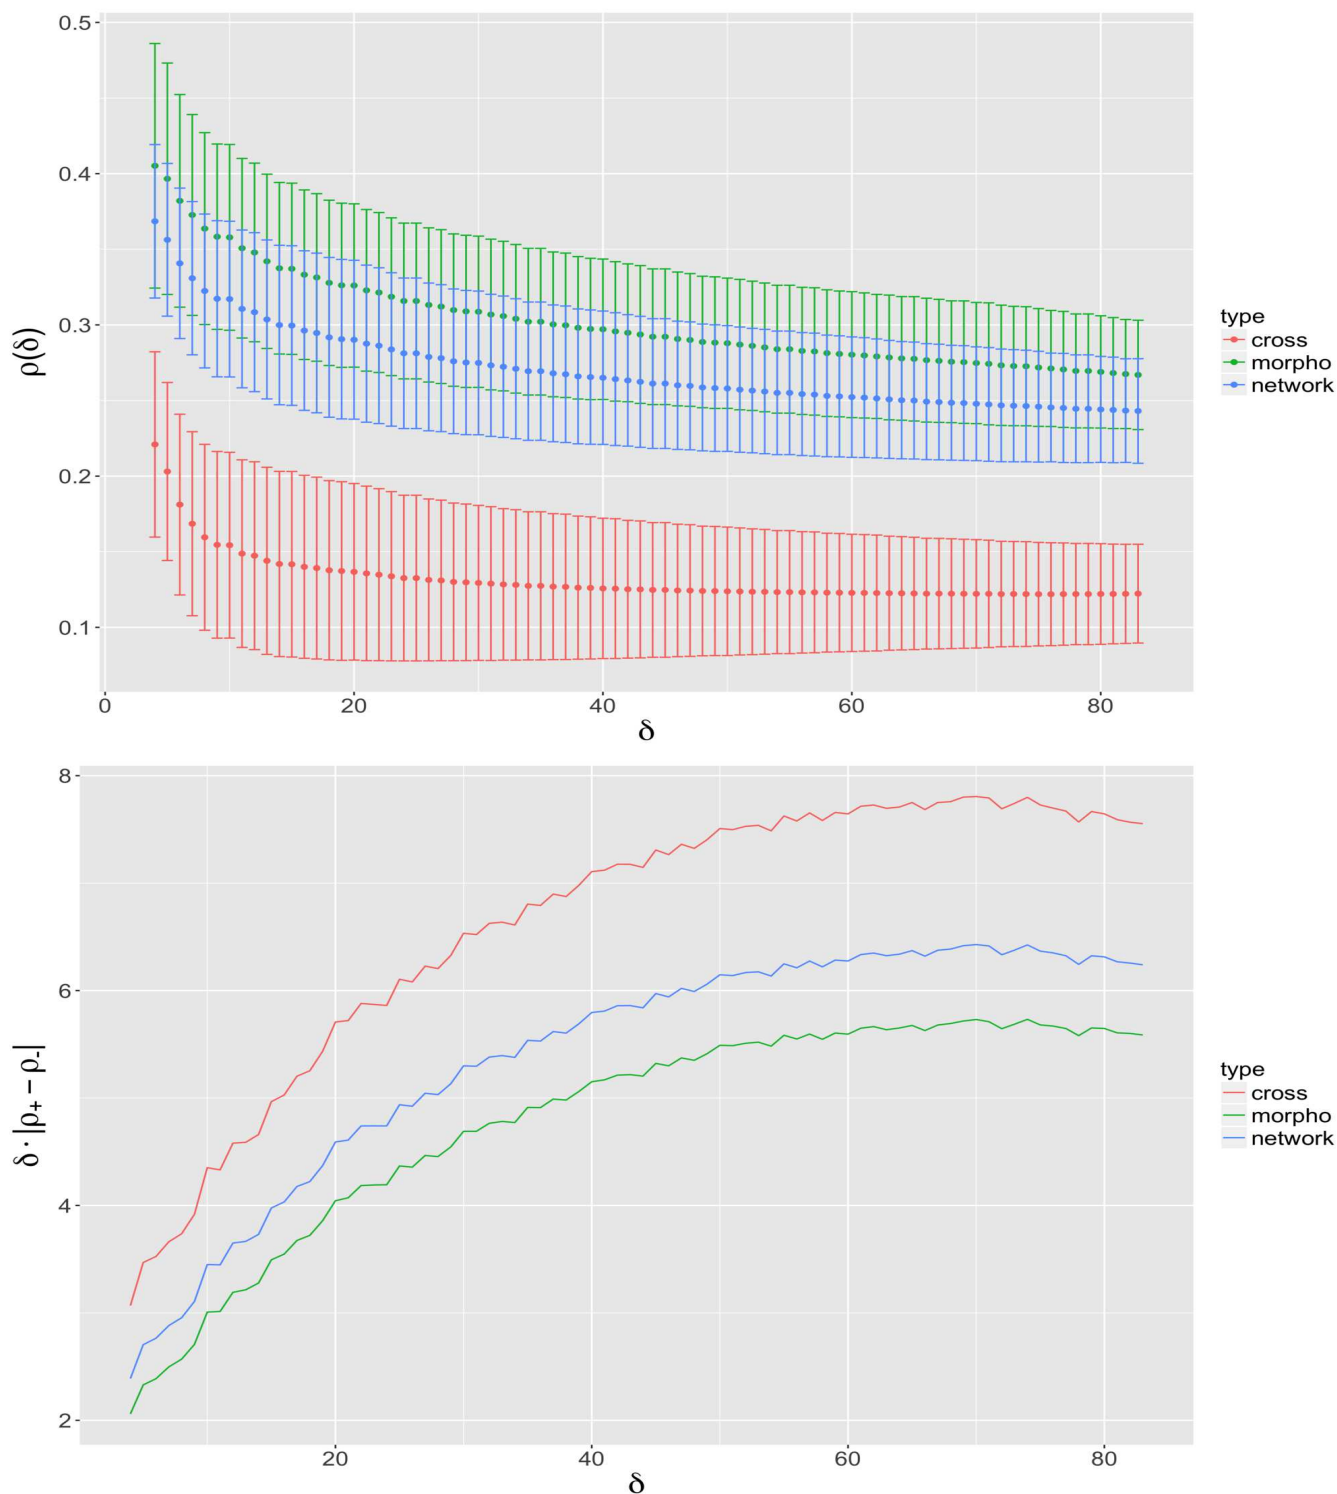 0.5
0.4
0.3
0.2
0.1
ρ(δ)
0 20 40 60 80
δ
type
cross
morpho
network
8
6
4
2
δ · |ρ₊ − ρ₋|
20 40 60 80
δ
type
cross
morpho
network